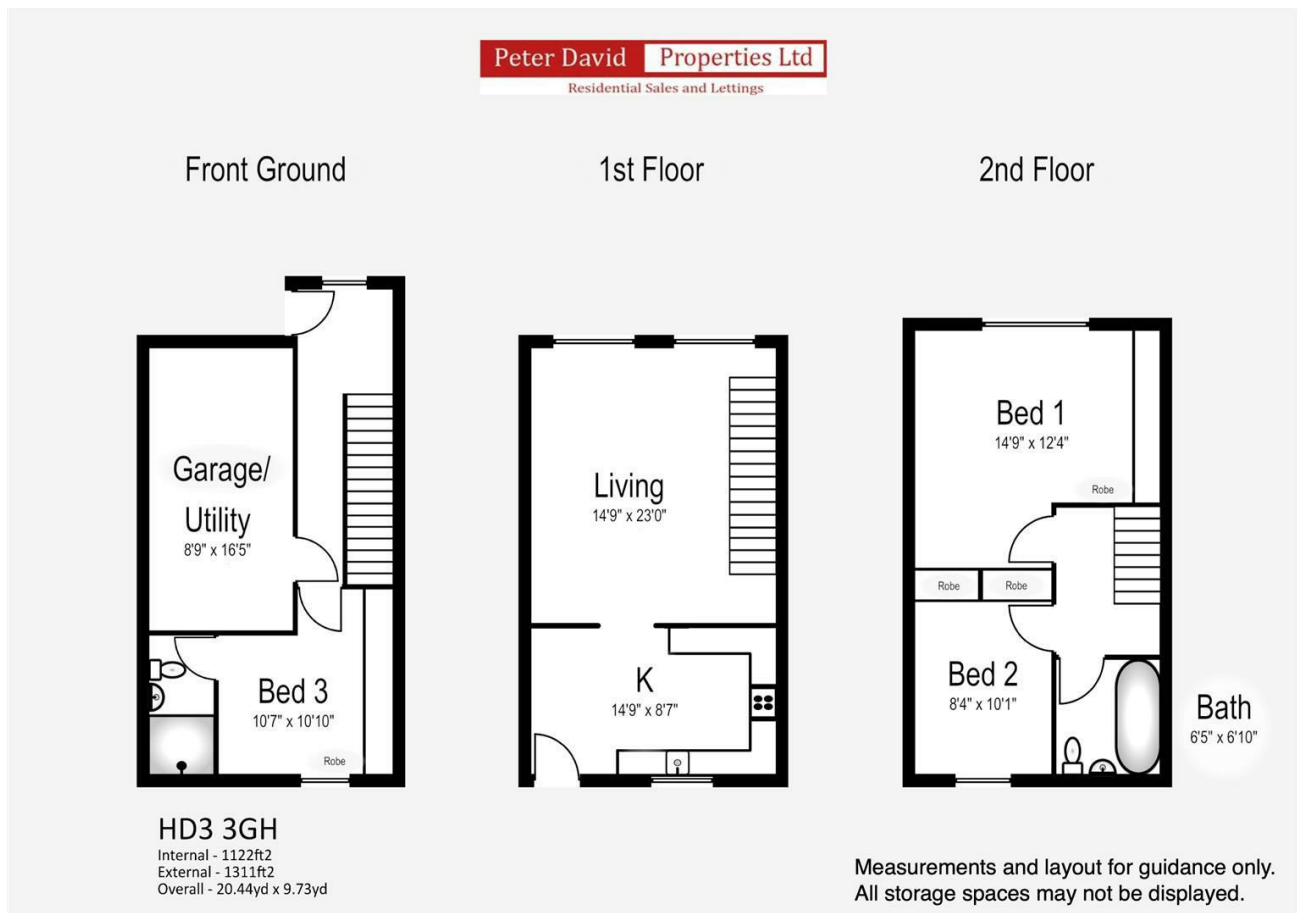 Peter David Properties Ltd
Residential Sales and Lettings
Front Ground
1st Floor
2nd Floor
Garage/
Utility
8'9" x 16'5"
Bed 3
10'7" x 10'10"
Robe
Living
14'9" x 23'0"
K
14'9" x 8'7"
Bed 1
14'9" x 12'4"
Robe
Robe
Robe
Bed 2
8'4" x 10'1"
Bath
6'5" x 6'10"
HD3 3GH
Internal - 1122ft2
External - 1311ft2
Overall - 20.44yd x 9.73yd
Measurements and layout for guidance only.
All storage spaces may not be displayed.